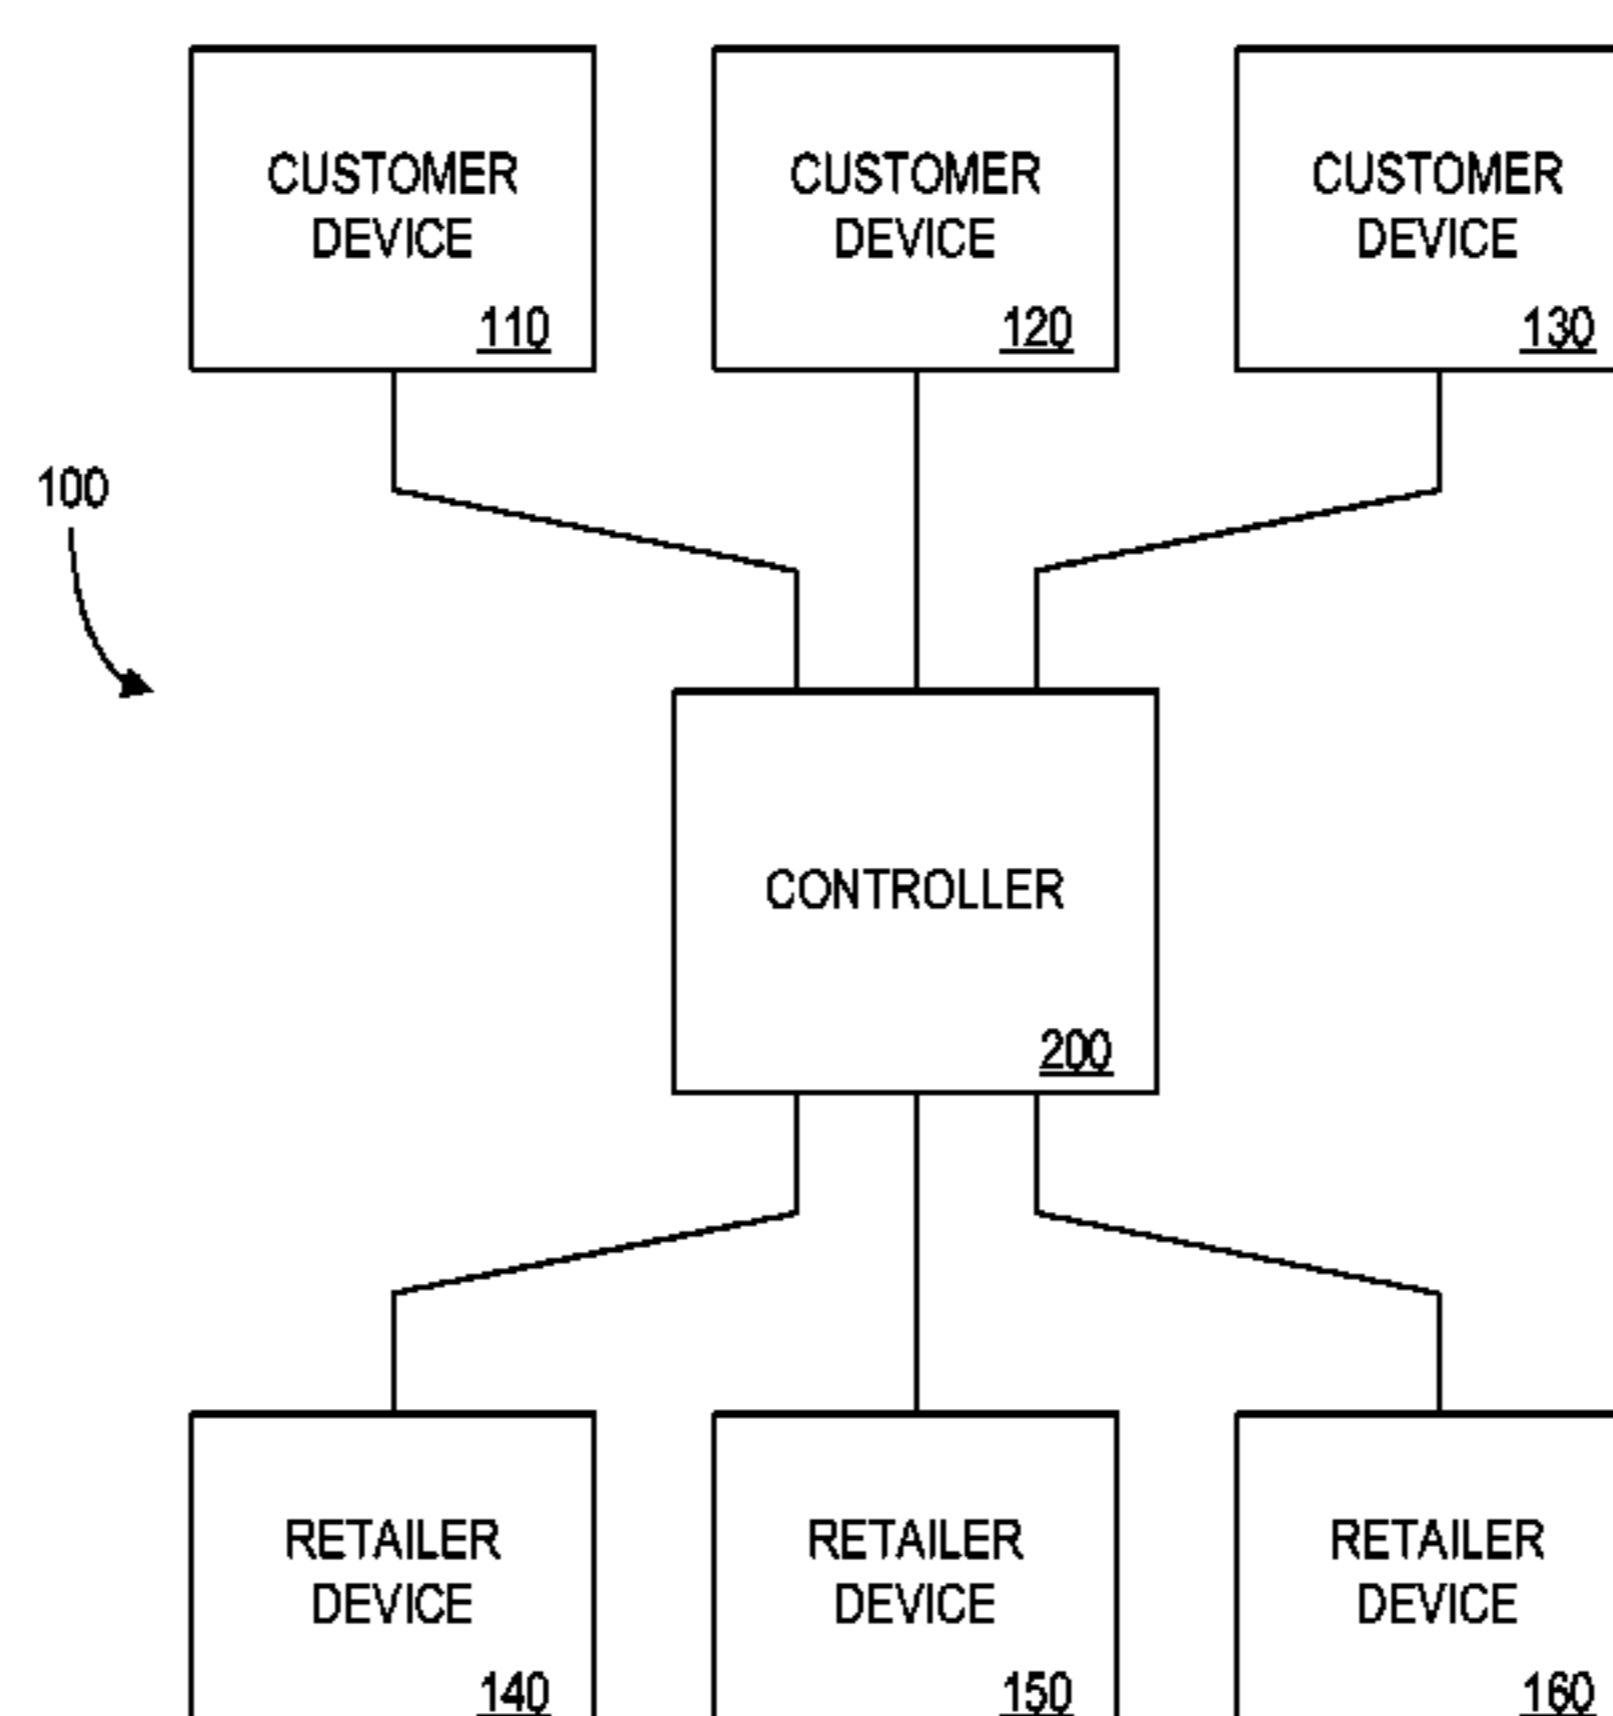 CUSTOMER
DEVICE
110
CUSTOMER
DEVICE
120
CUSTOMER
DEVICE
130
100
CONTROLLER
200
RETAILER
DEVICE
140
RETAILER
DEVICE
150
RETAILER
DEVICE
160